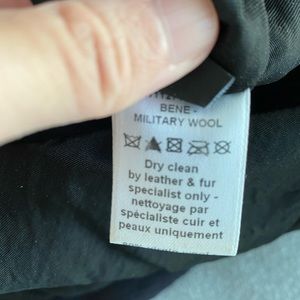 BENE -
MILITARY WOOL
Dry clean
by leather & fur
specialist only -
nettoyage par
spécialiste cuir et
peaux uniquement